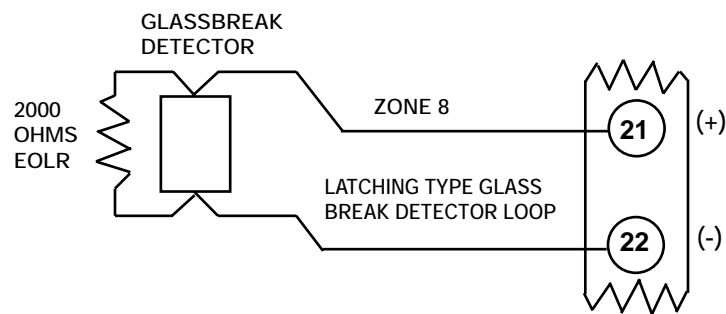 GLASSBREAK
DETECTOR
2000
OHMS
EOLR
ZONE 8
21
(+)
LATCHING TYPE GLASS
BREAK DETECTOR LOOP
22
(-)